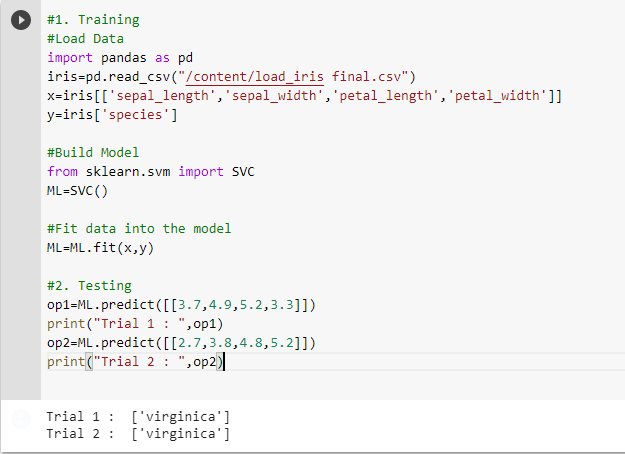 #1. Training
#Load Data
import pandas as pd
iris=pd.read_csv("/content/load_iris final.csv")
x=iris[['sepal_length','sepal_width','petal_length','petal_width']]
y=iris['species']
#Build Model
from sklearn.svm import SVC
ML=SVC()
#Fit data into the model
ML=ML.fit(x,y)
#2. Testing
op1=ML.predict([[3.7,4.9,5.2,3.3]])
print("Trial 1 : ",op1)
op2=ML.predict([[2.7,3.8,4.8,5.2]])
print("Trial 2 : ",op2)
Trial 1 :  ['virginica']
Trial 2 :  ['virginica']